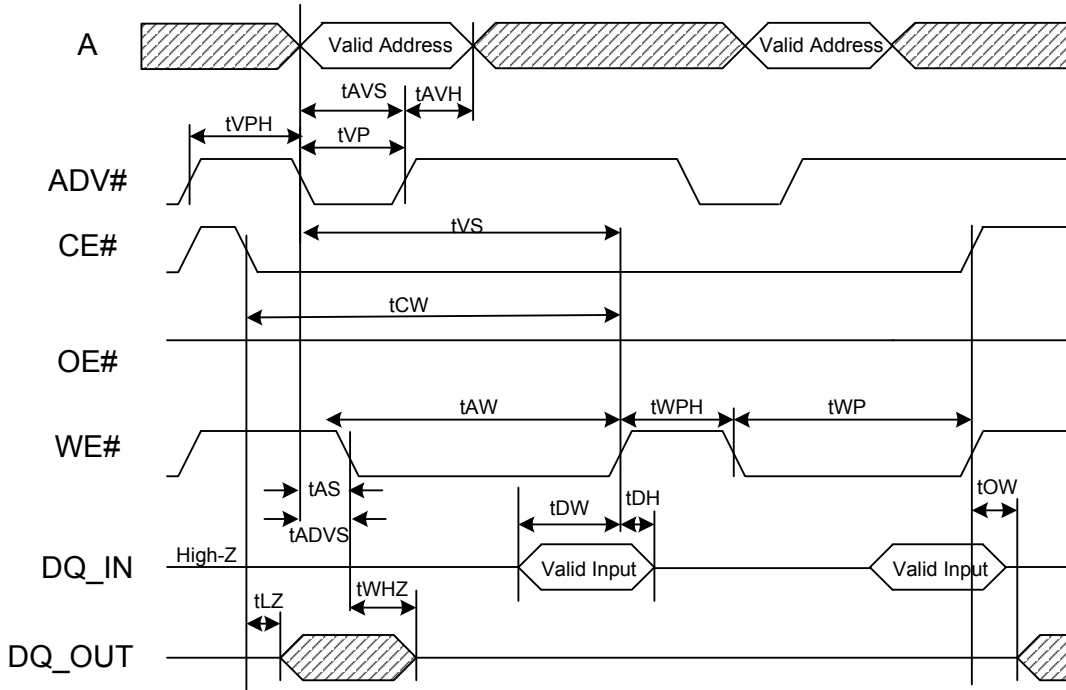 A
Valid Address
Valid Address
tAVS
tAVH
tVPH
tVP
ADV#
tVS
CE#
tCW
OE#
tAW
tWPH
tWP
WE#
tAS
tDW
tDH
tOW
tADVS
High-Z
DQ_IN
Valid Input
Valid Input
tWHZ
tLZ
DQ_OUT